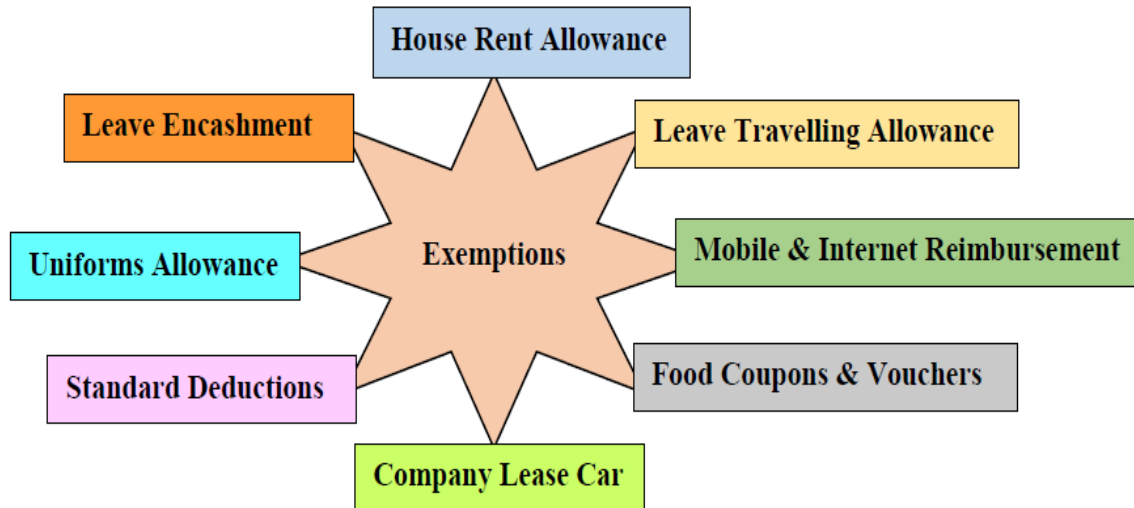 House Rent Allowance
Leave Encashment
Leave Travelling Allowance
Uniforms Allowance
Exemptions
Mobile & Internet Reimbursement
Standard Deductions
Food Coupons & Vouchers
Company Lease Car